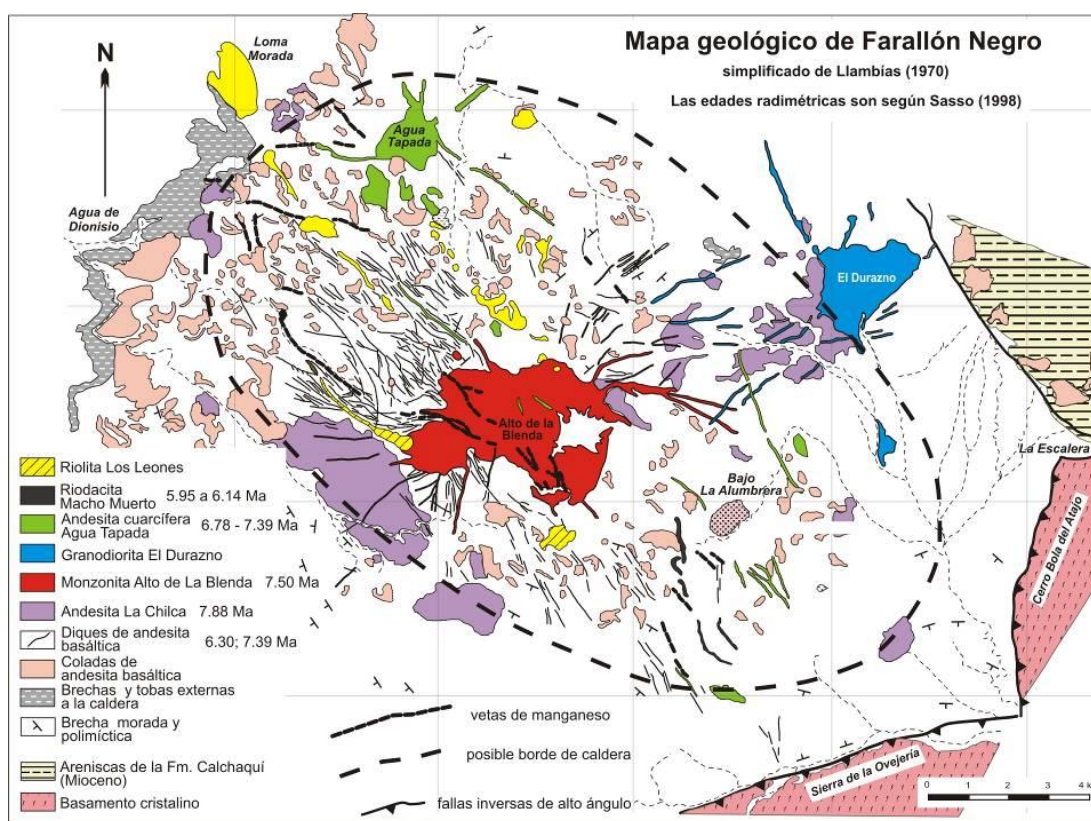 Mapa geológico de Farallón Negro
simplificado de Llambías (1970)
Las edades radimétricas son según Sasso (1998)
N
Loma
Morada
Agua
Tapada
Agua de
Dionisio
El Durazno
Alto de la
Blenda
Bajo
La Alumbrera
La Escalera
Cerro Bola del Atajo
Sierra de la Ovejería
Riolita Los Leones
Riodacita
Macho Muerto
5.95 a 6.14 Ma
Andesita cuarcífera
Agua Tapada
6.78 - 7.39 Ma
Granodiorita El Durazno
Monzonita Alto de La Blenda 7.50 Ma
Andesita La Chilca 7.88 Ma
Diques de andesita
basáltica
6.30; 7.39 Ma
Coladas de
andesita basáltica
Brechas y tobas externas
a la caldera
Brecha morada y
polimíctica
Areniscas de la Fm. Calchaquí
(Mioceno)
Basamento cristalino
vetas de manganeso
posible borde de caldera
fallas inversas de alto ángulo
0 1 2 3 4 k